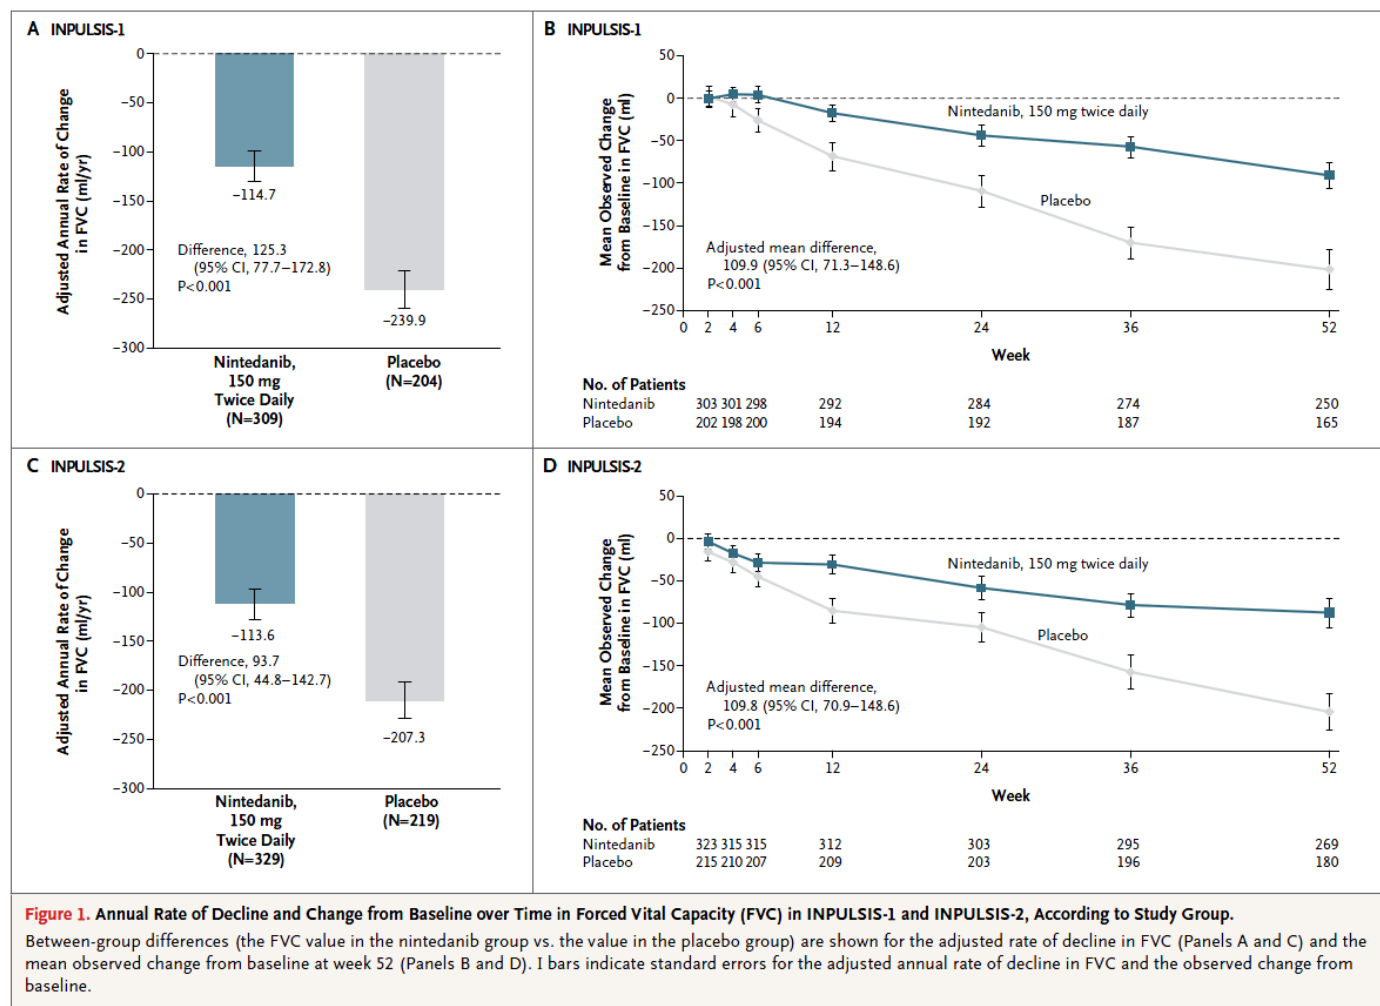 A INPULSIS-1
0
−50
−100
−150
−200
−250
−300
Adjusted Annual Rate of Change
in FVC (ml/yr)
−114.7
−239.9
Difference, 125.3
(95% CI, 77.7–172.8)
P<0.001
Nintedanib,
150 mg
Twice Daily
(N=309)
Placebo
(N=204)
B INPULSIS-1
50
0
−50
−100
−150
−200
−250
Mean Observed Change
from Baseline in FVC (ml)
Nintedanib, 150 mg twice daily
Placebo
Adjusted mean difference,
109.9 (95% CI, 71.3–148.6)
P<0.001
0 2 4 6 12 24 36 52
Week
No. of Patients
Nintedanib 303 301 298 292 284 274 250
Placebo 202 198 200 194 192 187 165
C INPULSIS-2
0
−50
−100
−150
−200
−250
−300
Adjusted Annual Rate of Change
in FVC (ml/yr)
−113.6
−207.3
Difference, 93.7
(95% CI, 44.8–142.7)
P<0.001
Nintedanib,
150 mg
Twice Daily
(N=329)
Placebo
(N=219)
D INPULSIS-2
50
0
−50
−100
−150
−200
−250
Mean Observed Change
from Baseline in FVC (ml)
Nintedanib, 150 mg twice daily
Placebo
Adjusted mean difference,
109.8 (95% CI, 70.9–148.6)
P<0.001
0 2 4 6 12 24 36 52
Week
No. of Patients
Nintedanib 323 315 315 312 303 295 269
Placebo 215 210 207 209 203 196 180
Figure 1. Annual Rate of Decline and Change from Baseline over Time in Forced Vital Capacity (FVC) in INPULSIS-1 and INPULSIS-2, According to Study Group.
Between-group differences (the FVC value in the nintedanib group vs. the value in the placebo group) are shown for the adjusted rate of decline in FVC (Panels A and C) and the
mean observed change from baseline at week 52 (Panels B and D). I bars indicate standard errors for the adjusted annual rate of decline in FVC and the observed change from
baseline.